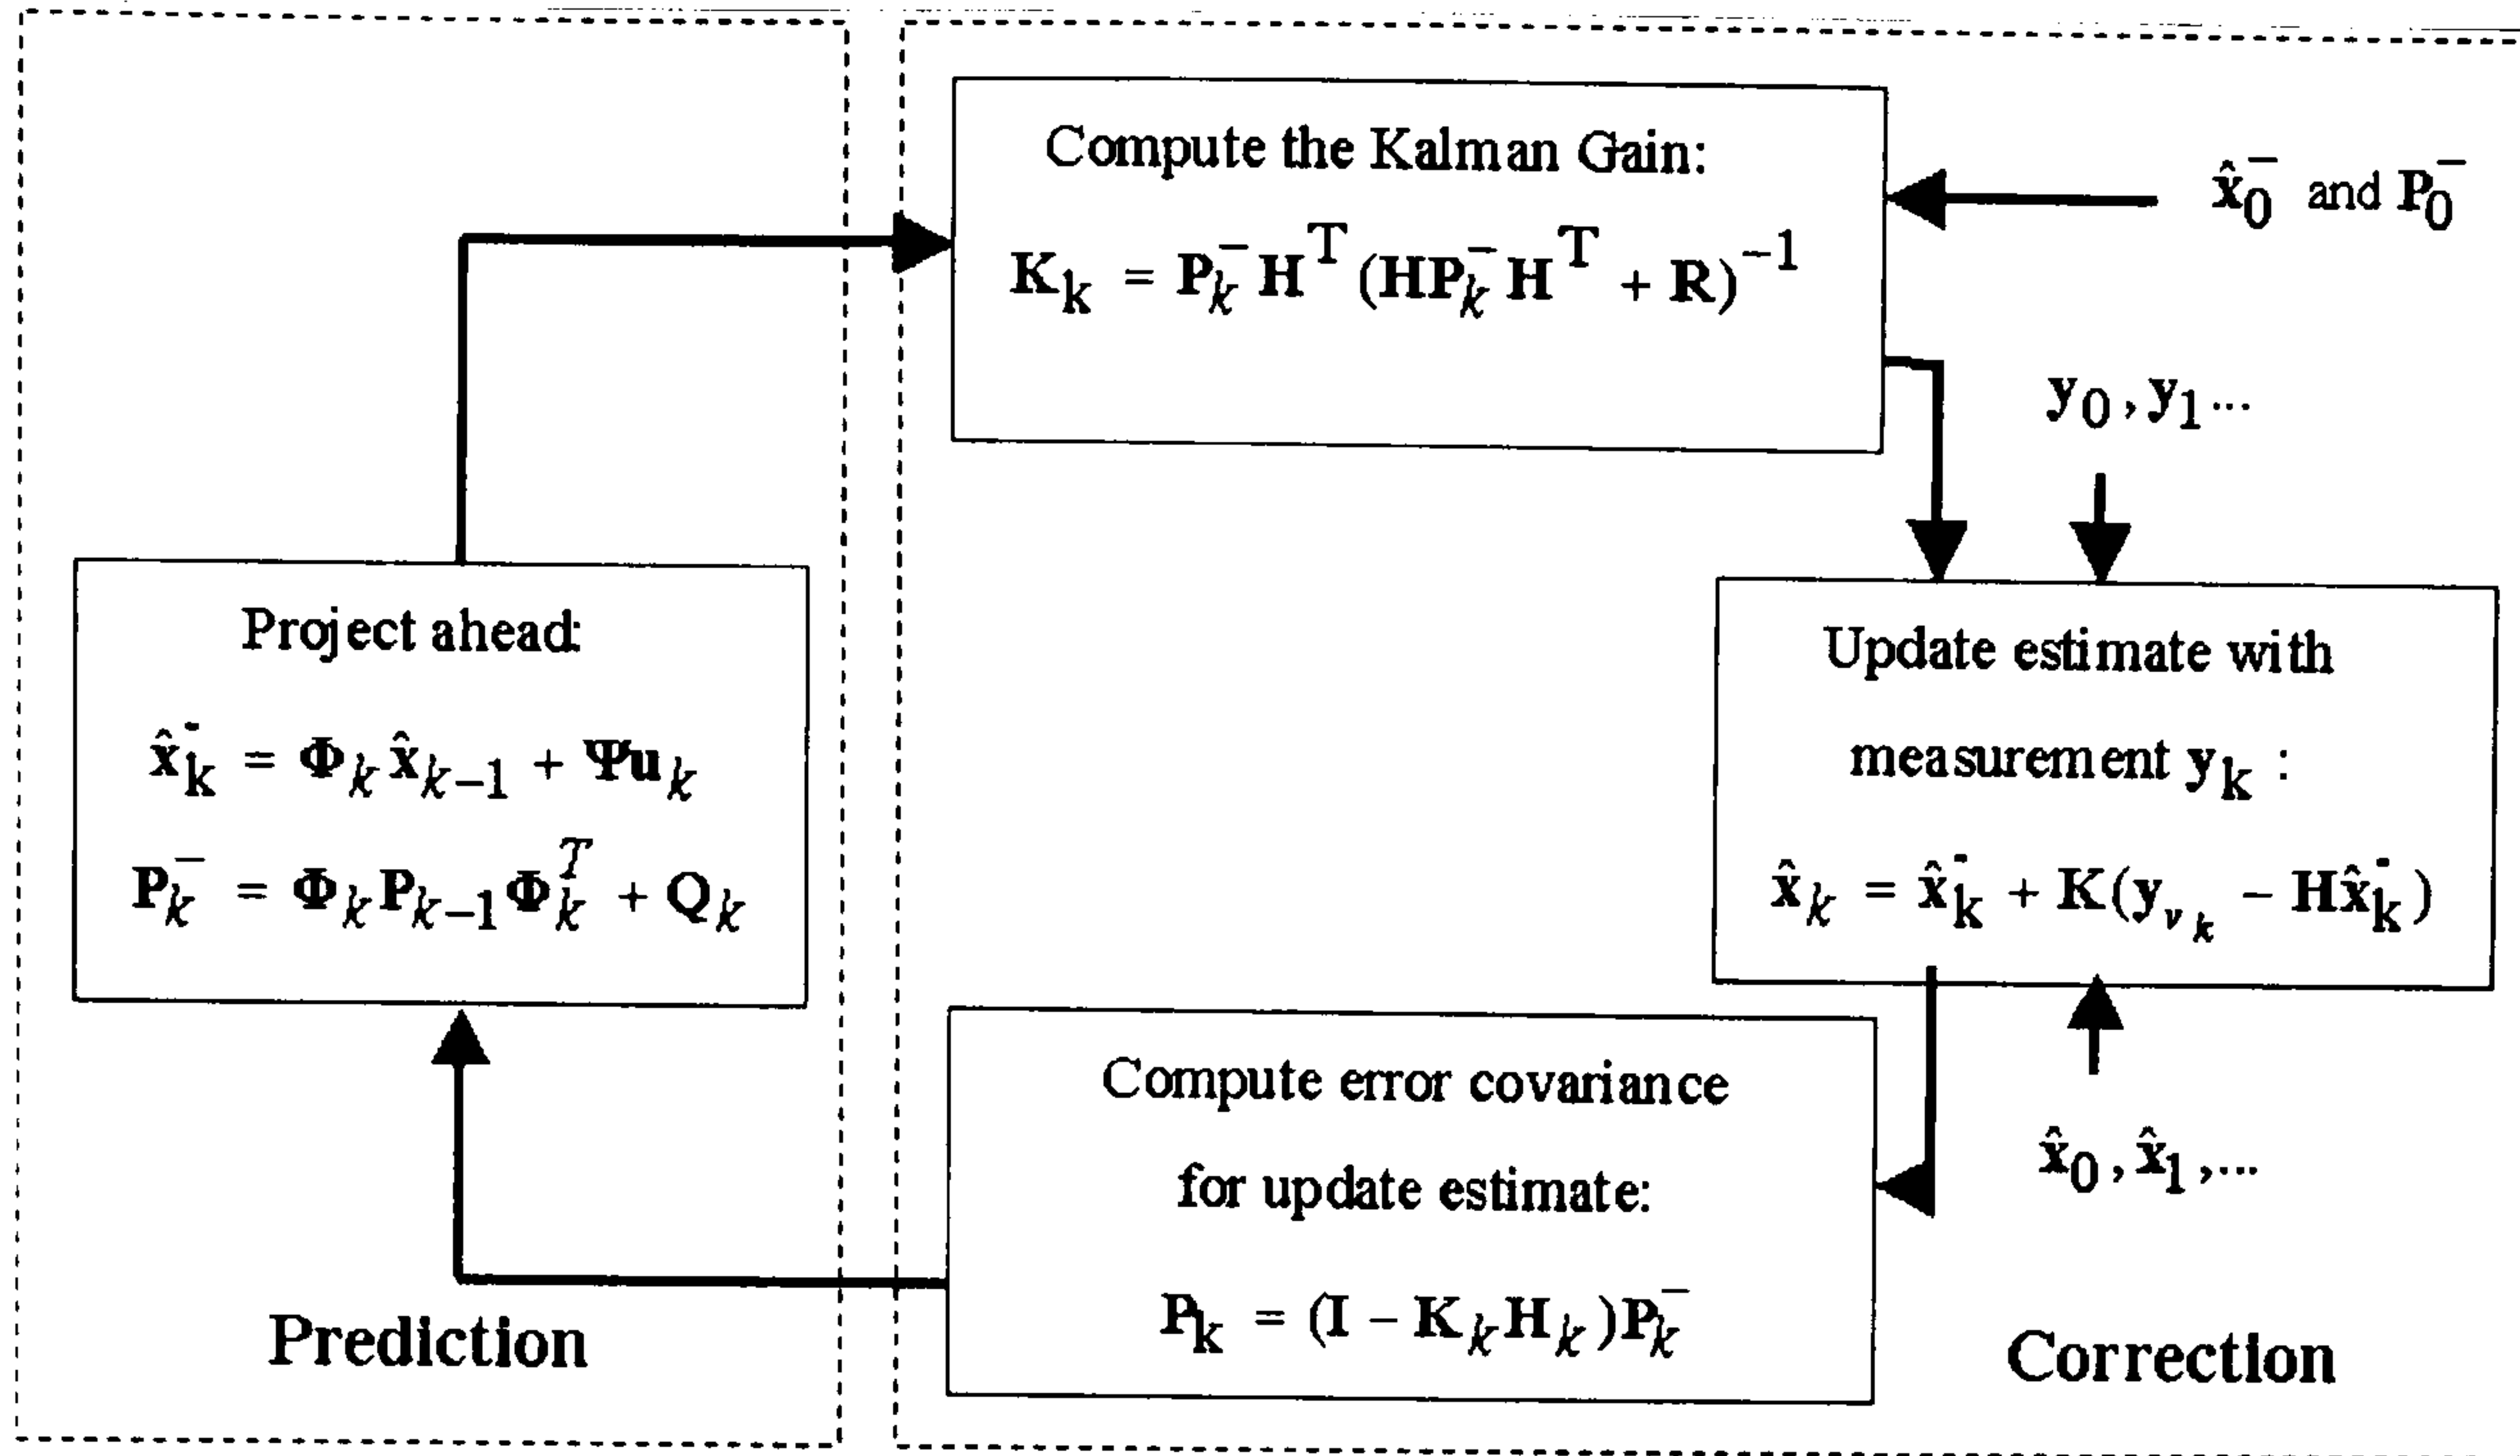 Compute the Kalman Gain:
K_k = P_k^- H^T (HP_k^- H^T + R)^-1
x̂_0^- and P_0^-
y_0, y_1...
Project ahead:
x̂_k^- = Φ_k x̂_k-1 + Ψu_k
P_k^- = Φ_k P_k-1 Φ_k^T + Q_k
Update estimate with
measurement y_k :
x̂_k = x̂_k^- + K(y_v_k − Hx̂_k^-)
x̂_0, x̂_1,...
Compute error covariance
for update estimate:
P_k = (I − K_k H_k)P_k^-
Prediction
Correction